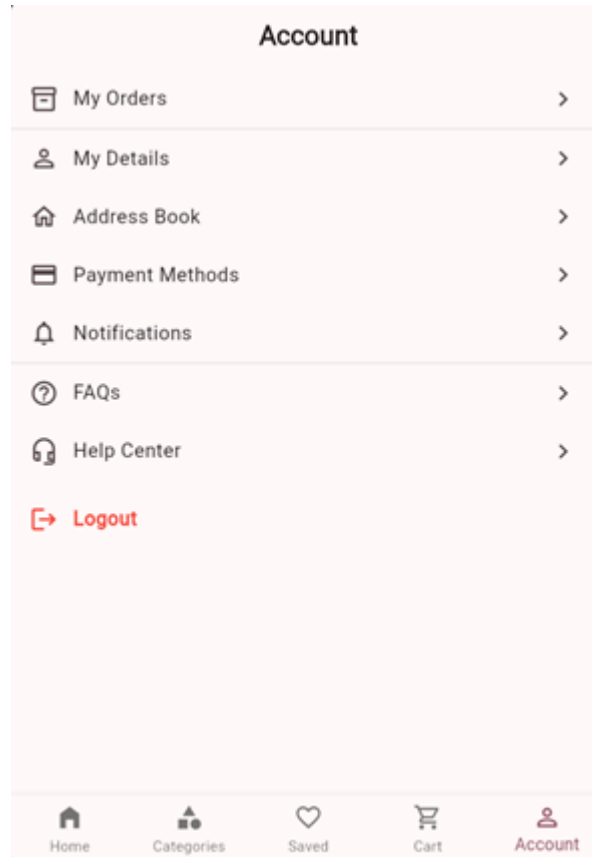 Account
My Orders
My Details
Address Book
Payment Methods
Notifications
FAQs
Help Center
Logout
Home Categories Saved Cart Account